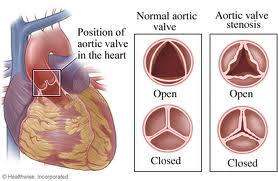 Position of
aortic valve
in the heart
Normal aortic
valve
Open
Closed
Aortic valve
stenosis
Open
Closed
© Healthwise, Incorporated